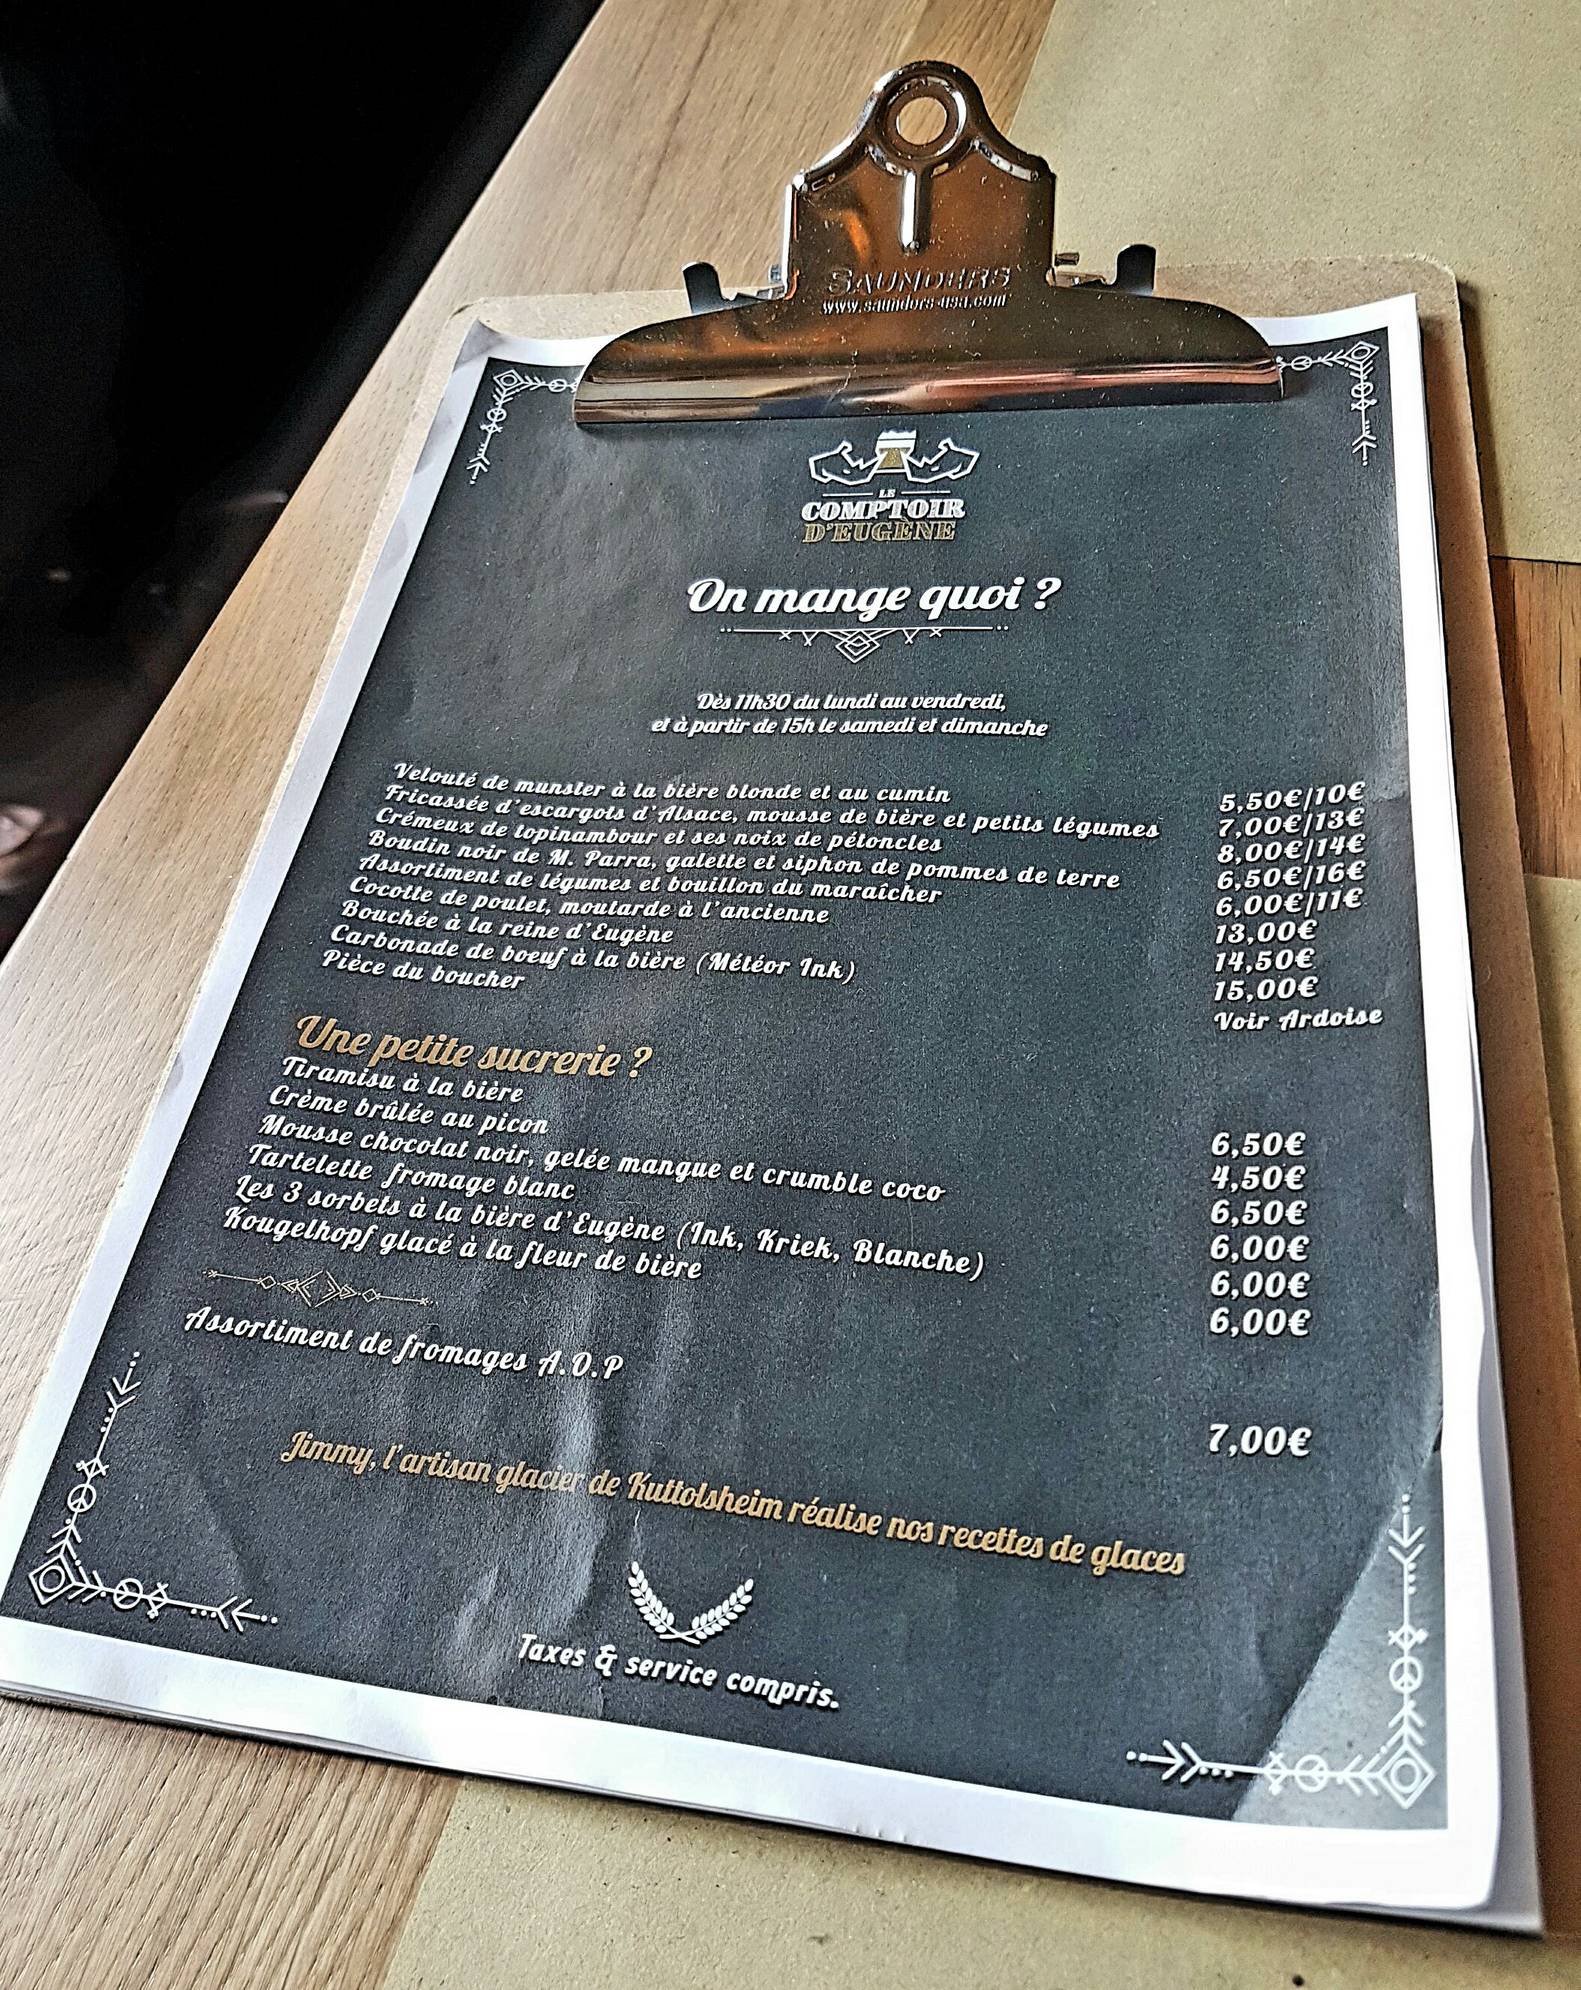 SAUNDERS
www.saunders-usa.com
LE
COMPTOIR
D'EUGÈNE
On mange quoi ?
Dès 11h30 du lundi au vendredi,
et à partir de 15h le samedi et dimanche
Velouté de munster à la bière blonde et au cumin 5,50€/10€
Fricassée d'escargots d'Alsace, mousse de bière et petits légumes 7,00€/13€
Crémeux de topinambour et ses noix de pétoncles 8,00€/14€
Boudin noir de M. Parra, galette et siphon de pommes de terre 6,50€/16€
Assortiment de légumes et bouillon du maraîcher 6,00€/11€
Cocotte de poulet, moutarde à l'ancienne 13,00€
Bouchée à la reine d'Eugène 14,50€
Carbonade de boeuf à la bière (Météor Ink) 15,00€
Pièce du boucher Voir Ardoise
Une petite sucrerie ?
Tiramisu à la bière 6,50€
Crème brûlée au picon 4,50€
Mousse chocolat noir, gelée mangue et crumble coco 6,50€
Tartelette fromage blanc 6,00€
Les 3 sorbets à la bière d'Eugène (Ink, Kriek, Blanche) 6,00€
Kougelhopf glacé à la fleur de bière 6,00€
Assortiment de fromages A.O.P 7,00€
Jimmy, l'artisan glacier de Kuttolsheim réalise nos recettes de glaces
Taxes & service compris.